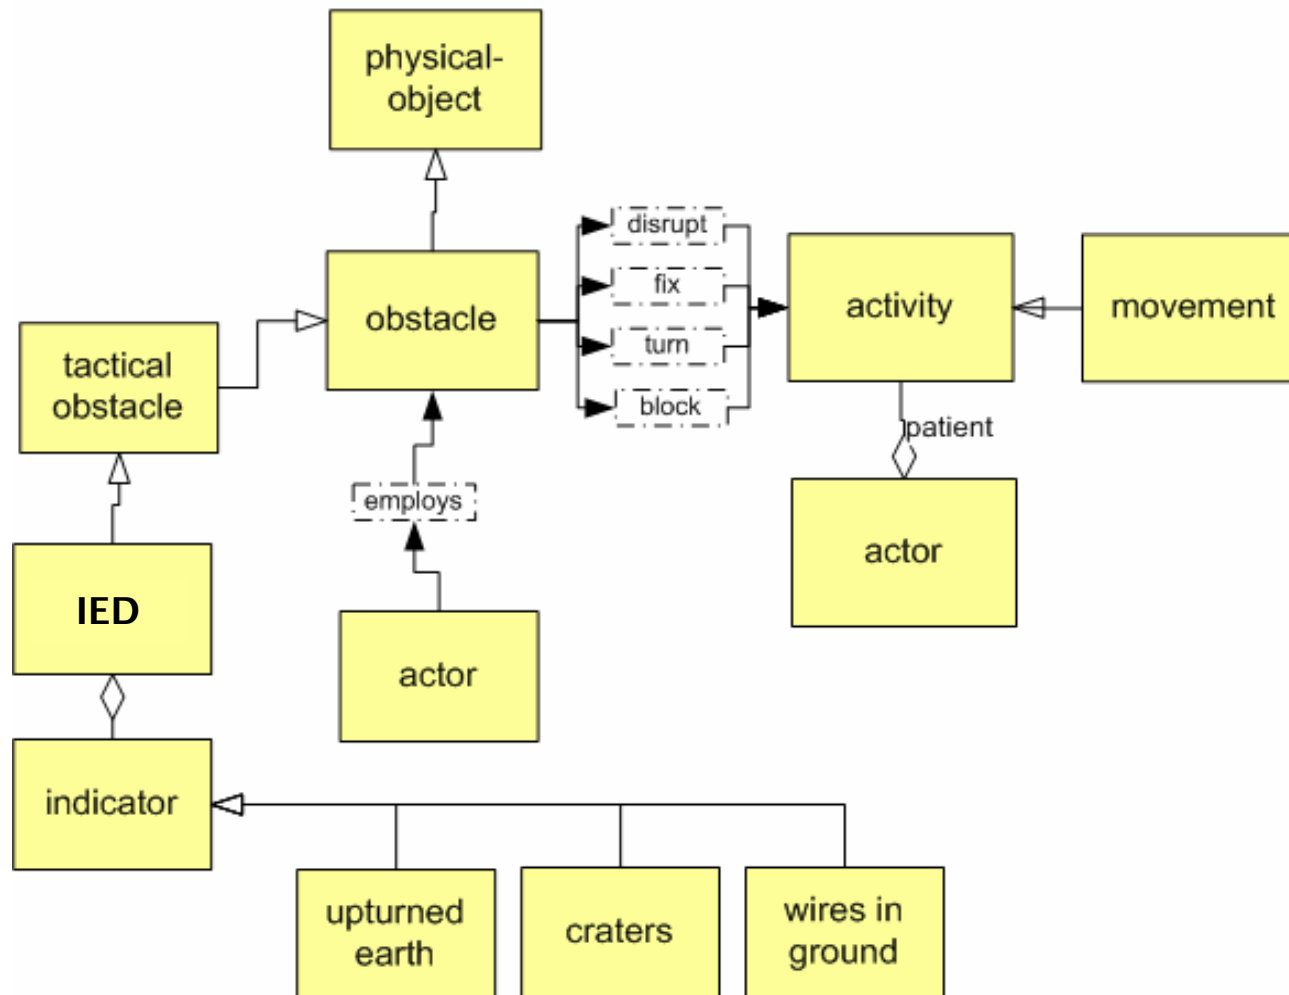 physical-
object
disrupt
fix
turn
block
obstacle
activity
movement
tactical
obstacle
patient
employs
actor
IED
actor
indicator
upturned
earth
craters
wires in
ground